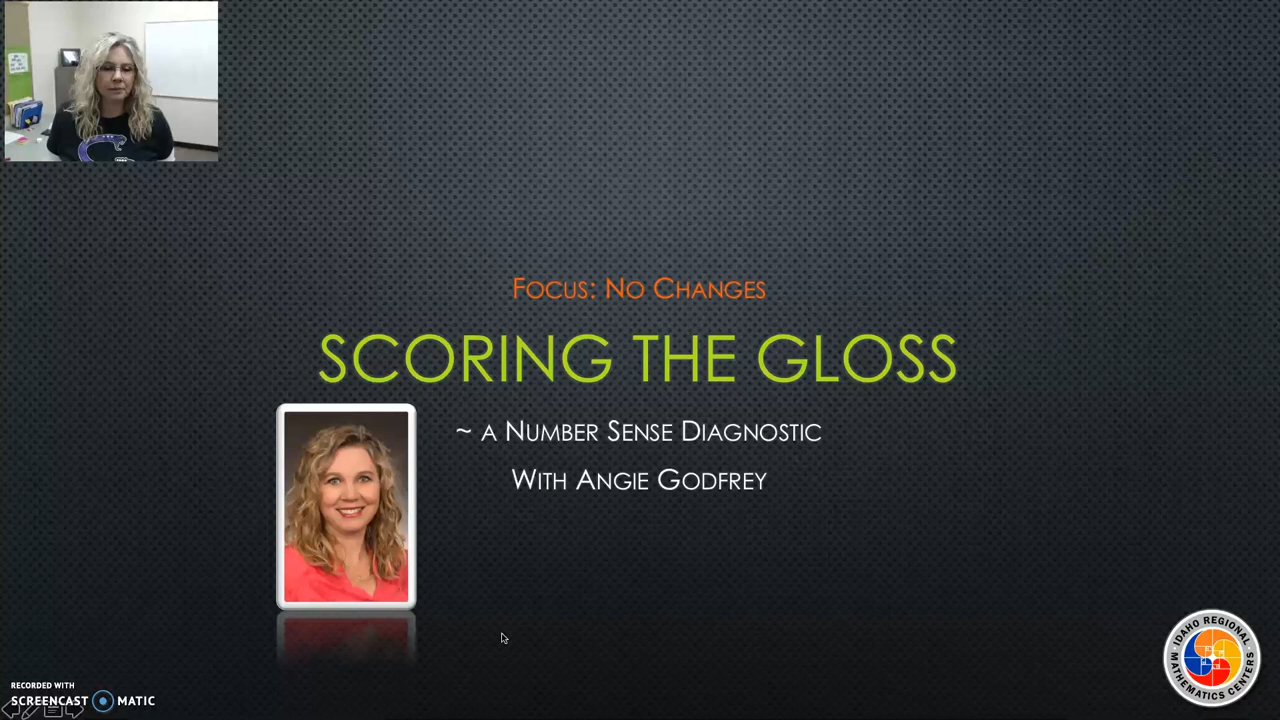 FOCUS: NO CHANGES
SCORING THE GLOSS
~ A NUMBER SENSE DIAGNOSTIC
WITH ANGIE GODFREY
IDAHO REGIONAL
MATHEMATICS CENTERS
RECORDED WITH
SCREENCAST MATIC